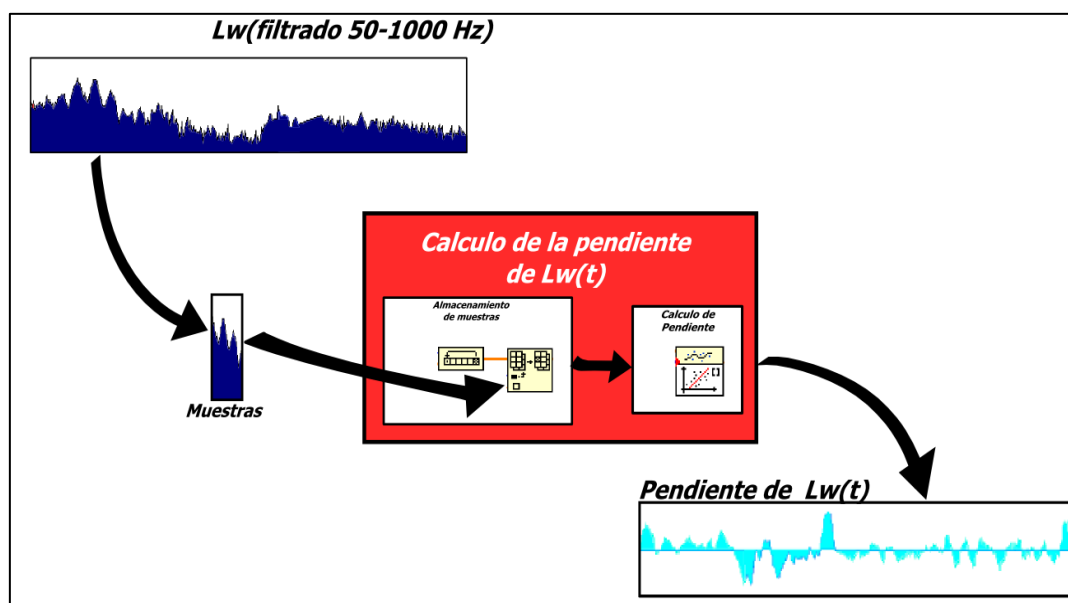 Lw(filtrado 50-1000 Hz)
Calculo de la pendiente
de Lw(t)
Almacenamiento
de muestras
Calculo de
Pendiente
Muestras
Pendiente de Lw(t)